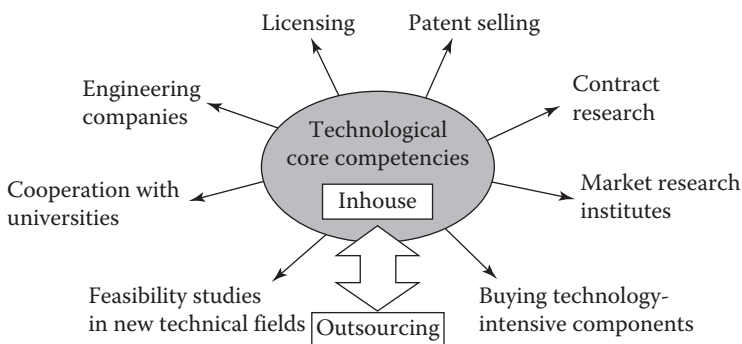 Licensing
Patent selling
Engineering
companies
Contract
research
Technological
core competencies
Inhouse
Cooperation with
universities
Market research
institutes
Feasibility studies
in new technical fields
Outsourcing
Buying technology-
intensive components